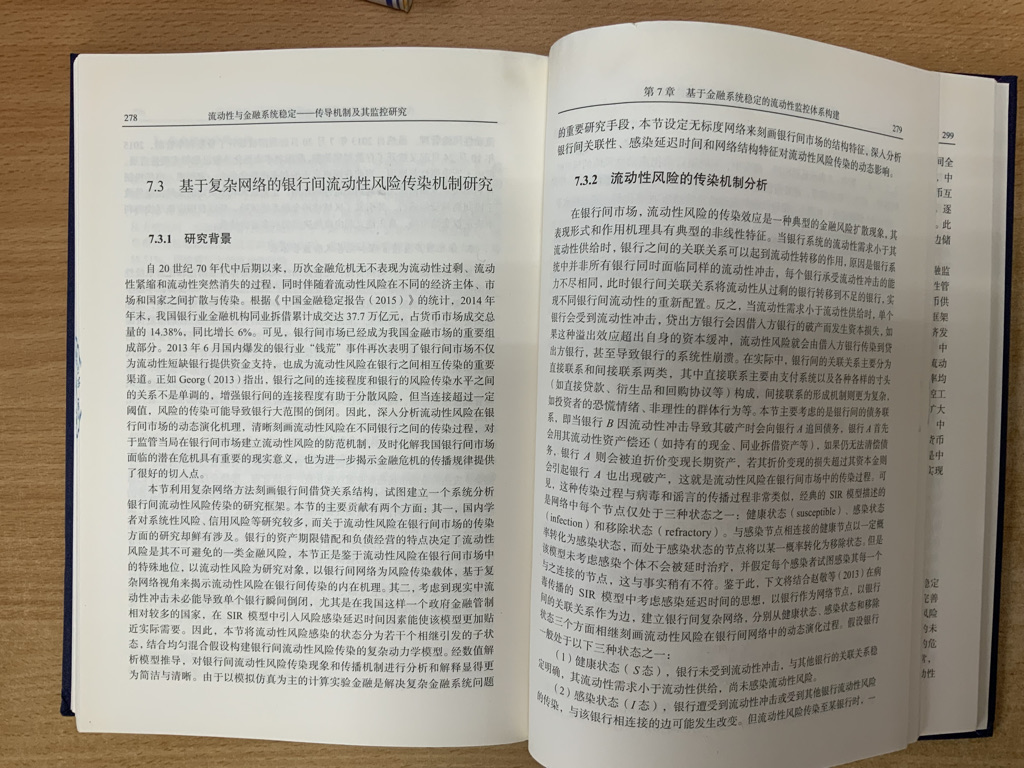 278
流动性与金融系统稳定——传导机制及其监控研究
7.3 基于复杂网络的银行间流动性风险传染机制研究
7.3.1 研究背景
自 20 世纪 70 年代中后期以来，历次金融危机无不表现为流动性过剩、流动
性紧缩和流动性突然消失的过程，同时伴随着流动性风险在不同的经济主体、市
场和国家之间扩散与传染。根据《中国金融稳定报告（2015）》的统计，2014 年
年末，我国银行业金融机构同业拆借累计成交达 37.7 万亿元，占货币市场成交总
量的 14.38%，同比增长 6%。可见，银行间市场已经成为我国金融市场的重要组
成部分。2013 年 6 月国内爆发的银行业“钱荒”事件再次表明了银行间市场不仅
为流动性短缺银行提供资金支持，也成为流动性风险在银行之间相互传染的重要
渠道。正如 Georg（2013）指出，银行之间的连接程度和银行的风险传染水平之间
的关系不是单调的，增强银行间的连接程度有助于分散风险，但当连接超过一定
阈值，风险的传染可能导致银行大范围的倒闭。因此，深入分析流动性风险在银
行间市场的动态演化机理，清晰刻画流动性风险在不同银行之间的传染过程，对
于监管当局在银行间市场建立流动性风险的防范机制，及时化解我国银行间市场
面临的潜在危机具有重要的现实意义，也为进一步揭示金融危机的传播规律提供
了很好的切入点。
本节利用复杂网络方法刻画银行间借贷关系结构，试图建立一个系统分析
银行间流动性风险传染的研究框架。本节的主要贡献有两个方面：其一，国内学
者对系统性风险、信用风险等研究较多，而关于流动性风险在银行间市场的传染
方面的研究却鲜有涉及。银行的资产期限错配和负债经营的特点决定了流动性
风险是其不可避免的一类金融风险，本节正是鉴于流动性风险在银行间市场中
的特殊地位，以流动性风险为研究对象，以银行间网络为风险传染载体，基于复
杂网络视角来揭示流动性风险在银行间传染的内在机理。其二，考虑到现实中流
动性冲击未必能导致单个银行瞬间倒闭，尤其是在我国这样一个政府金融管制
相对较多的国家，在 SIR 模型中引入风险感染延迟时间因素能使该模型更加贴
近实际需要。因此，本节将流动性风险感染的状态分为若干个相继引发的子状
态，结合均匀混合假设构建银行间流动性风险传染的复杂动力学模型。经数值解
析模型推导，对银行间流动性风险传染现象和传播机制进行分析和解释显得更
为简洁与清晰。由于以模拟仿真为主的计算实验金融是解决复杂金融系统问题
第 7 章 基于金融系统稳定的流动性监控体系构建
279
的重要研究手段，本节设定无标度网络来刻画银行间市场的结构特征，深入分析
银行间关联性、感染延迟时间和网络结构特征对流动性风险传染的动态影响。
7.3.2 流动性风险的传染机制分析
在银行间市场，流动性风险的传染效应是一种典型的金融风险扩散现象，其
表现形式和作用机理具有典型的非线性特征。当银行系统的流动性需求小于其
流动性供给时，银行之间的关联关系可以起到流动性转移的作用，原因是银行系
统中并非所有银行同时面临同样的流动性冲击，每个银行承受流动性冲击的能
力不尽相同，此时银行间关联关系将流动性从过剩的银行转移到不足的银行，实
现不同银行间流动性的重新配置。反之，当流动性需求小于流动性供给时，单个
银行会受到流动性冲击，贷出方银行会因借入方银行的破产而发生资本损失，如
果这种溢出效应超出自身的资本缓冲，流动性风险就会由借入方银行传染到贷
出方银行，甚至导致银行的系统性崩溃。在实际中，银行间的关联关系主要分为
直接联系和间接联系两类，其中直接联系主要由支付系统以及各种各样的寸头
（如直接贷款、衍生品和回购协议等）构成，间接联系的形成机制则更为复杂，
如投资者的恐慌情绪、非理性的群体行为等。本节主要考虑的是银行间的债务联
系，即当银行 B 因流动性冲击导致其破产时会向银行 A 追回债务，银行 A 首先
会用其流动性资产偿还（如持有的现金、同业拆借资产等），如果仍无法清偿债
务，银行 A 则会被迫折价变现长期资产，若其折价变现的损失超过其资本金则
会引起银行 A 也出现破产，这就是流动性风险在银行间市场中的传染过程。可
见，这种传染过程与病毒和谣言的传播过程非常类似，经典的 SIR 模型描述的
是网络中每个节点仅处于三种状态之一：健康状态（susceptible）、感染状态
（infection）和移除状态（refractory）。与感染节点相连接的健康节点以一定概
率转化为感染状态，而处于感染状态的节点将以某一概率转化为移除状态。但是
该模型未考虑感染个体不会被延时治疗，并假定每个感染者试图感染其每一个
与之连接的节点，这与事实稍有不符。鉴于此，下文将结合赵敬等（2013）在病
毒传播的 SIR 模型中考虑感染延迟时间的思想，以银行作为网络节点，以银行
间的关联关系作为边，建立银行间复杂网络，分别从健康状态、感染状态和移除
状态三个方面相继刻画流动性风险在银行间网络中的动态演化过程。假设银行
一般处于以下三种状态之一：
（1）健康状态（S 态），银行未受到流动性冲击，与其他银行的关联关系稳
定明确，其流动性需求小于流动性供给，尚未感染流动性风险。
（2）感染状态（I 态），银行遭受到流动性冲击或受到其他银行流动性风险
的传染，与该银行相连接的边可能发生改变。但流动性风险传染至某银行时，一
299